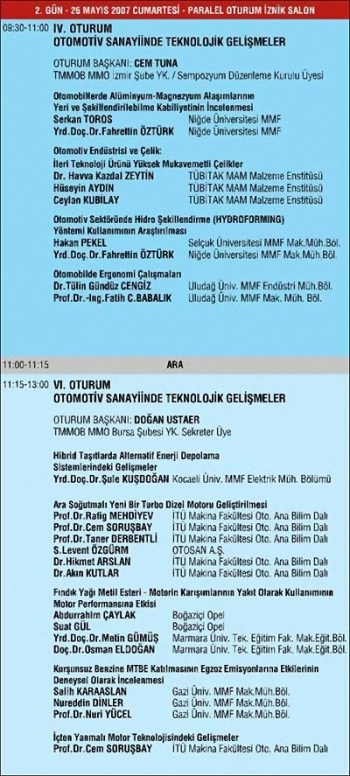 2. GÜN - 26 MAYIS 2007 CUMARTESİ - PARALEL OTURUM İZNİK SALON
09:30-11:00 IV. OTURUM
OTOMOTİV SANAYİİNDE TEKNOLOJİK GELİŞMELER
OTURUM BAŞKANI: CEM TUNA
TMMOB MMO İzmir Şube YK. / Sempozyum Düzenleme Kurulu Üyesi
Otomobillerde Alüminyum-Magnezyum Alaşımlarının
Yeri ve Şekillendirilebilme Kabiliyetinin İncelenmesi
Serkan TOROS Niğde Üniversitesi MMF
Yrd.Doç.Dr.Fahrettin ÖZTÜRK Niğde Üniversitesi MMF
Otomotiv Endüstrisi ve Çelik:
İleri Teknoloji Ürünü Yüksek Mukavemetli Çelikler
Dr. Havva Kazdal ZEYTİN TÜBİTAK MAM Malzeme Enstitüsü
Hüseyin AYDIN TÜBİTAK MAM Malzeme Enstitüsü
Ceylan KUBİLAY TÜBİTAK MAM Malzeme Enstitüsü
Otomotiv Sektöründe Hidro Şekillendirme (HYDROFORMING)
Yöntemi Kullanımının Araştırılması
Hakan PEKEL Selçuk Üniversitesi MMF Mak.Müh.Böl.
Yrd.Doç.Dr.Fahrettin ÖZTÜRK Niğde Üniversitesi MMF Mak.Müh.Böl.
Otomobilde Ergonomi Çalışmaları
Dr.Tülin Gündüz CENGİZ Uludağ Üniv. MMF Endüstri Müh.Böl.
Prof.Dr.-Ing.Fatih C.BABALIK Uludağ Üniv. MMF Mak. Müh. Böl.
11:00-11:15 ARA
11:15-13:00 VI. OTURUM
OTOMOTİV SANAYİİNDE TEKNOLOJİK GELİŞMELER
OTURUM BAŞKANI: DOĞAN USTAER
TMMOB MMO Bursa Şubesi YK. Sekreter Üye
Hibrid Taşıtlarda Alternatif Enerji Depolama
Sistemlerindeki Gelişmeler
Yrd.Doç.Dr.Şule KUŞDOĞAN Kocaeli Üniv. MMF Elektrik Müh. Bölümü
Ara Soğutmalı Yeni Bir Turbo Dizel Motoru Geliştirilmesi
Prof.Dr.Rafig MEHDİYEV İTÜ Makina Fakültesi Oto. Ana Bilim Dalı
Prof.Dr.Cem SORUŞBAY İTÜ Makina Fakültesi Oto. Ana Bilim Dalı
Prof.Dr.Taner DERBENTLİ İTÜ Makina Fakültesi Oto. Ana Bilim Dalı
S.Levent ÖZGÜRM OTOSAN A.Ş.
Dr.Hikmet ARSLAN İTÜ Makina Fakültesi Oto. Ana Bilim Dalı
Dr.Akın KUTLAR İTÜ Makina Fakültesi Oto. Ana Bilim Dalı
Fındık Yağı Metil Esteri - Motorin Karışımlarının Yakıt Olarak Kullanımının
Motor Performansına Etkisi
Abdurrahim ÇAYLAK Boğaziçi Opel
Suat GÜL Boğaziçi Opel
Yrd.Doç.Dr.Metin GÜMÜŞ Marmara Üniv. Tek. Eğitim Fak. Mak.Eğit.Böl.
Doç.Dr.Osman ELDOĞAN Marmara Üniv. Tek. Eğitim Fak. Mak.Eğit.Böl.
Kurşunsuz Benzine MTBE Katılmasının Egzoz Emisyonlarına Etkilerinin
Deneysel Olarak İncelenmesi
Salih KARAASLAN Gazi Üniv. MMF Mak.Müh.Böl.
Nureddin DİNLER Gazi Üniv. MMF Mak.Müh.Böl.
Prof.Dr.Nuri YÜCEL Gazi Üniv. MMF Mak.Müh.Böl.
İçten Yanmalı Motor Teknolojisindeki Gelişmeler
Prof.Dr.Cem SORUŞBAY İTÜ Makina Fakültesi Oto. Ana Bilim Dalı